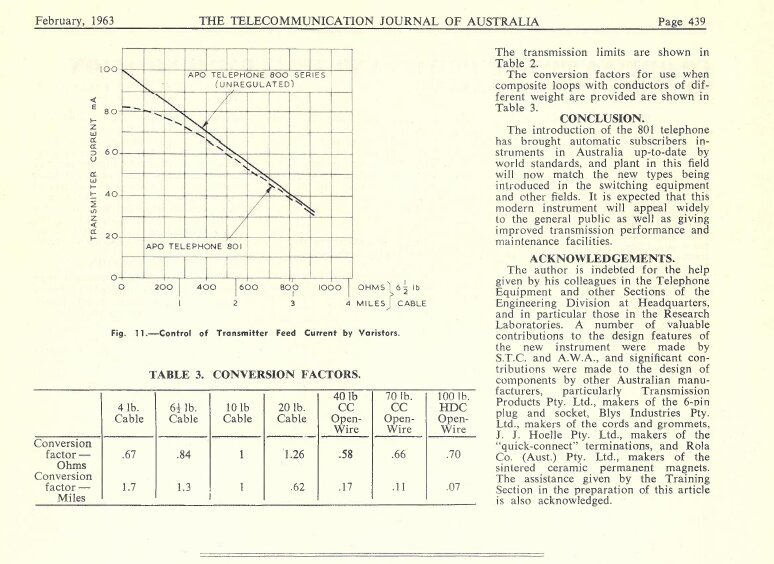 February, 1963
THE TELECOMMUNICATION JOURNAL OF AUSTRALIA
Page 439
TRANSMITTER CURRENT mA
100
80
60
40
20
0
APO TELEPHONE 800 SERIES
(UNREGULATED)
APO TELEPHONE 801
0 200 400 600 800 1000 OHMS
1 2 3 4 MILES
6 1/2 lb
CABLE
Fig. 11.—Control of Transmitter Feed Current by Varistors.
TABLE 3. CONVERSION FACTORS.
4 lb. Cable
6½ lb. Cable
10 lb Cable
20 lb. Cable
40 lb CC Open-Wire
70 lb. CC Open-Wire
100 lb. HDC Open-Wire
Conversion
factor — Ohms
.67 .84 1 1.26 .58 .66 .70
Conversion
factor — Miles
1.7 1.3 1 .62 .17 .11 .07
The transmission limits are shown in
Table 2.
The conversion factors for use when
composite loops with conductors of dif-
ferent weight are provided are shown in
Table 3.
CONCLUSION.
The introduction of the 801 telephone
has brought automatic subscribers in-
struments in Australia up-to-date by
world standards, and plant in this field
will now match the new types being
introduced in the switching equipment
and other fields. It is expected that this
modern instrument will appeal widely
to the general public as well as giving
improved transmission performance and
maintenance facilities.
ACKNOWLEDGEMENTS.
The author is indebted for the help
given by his colleagues in the Telephone
Equipment and other Sections of the
Engineering Division at Headquarters,
and in particular those in the Research
Laboratories. A number of valuable
contributions to the design features of
the new instrument were made by
S.T.C. and A.W.A., and significant con-
tributions were made to the design of
components by other Australian manu-
facturers, particularly Transmission
Products Pty. Ltd., makers of the 6-pin
plug and socket, Blys Industries Pty.
Ltd., makers of the cords and grommets,
J. J. Hoelle Pty. Ltd., makers of the
"quick-connect" terminations, and Rola
Co. (Aust.) Pty. Ltd., makers of the
sintered ceramic permanent magnets.
The assistance given by the Training
Section in the preparation of this article
is also acknowledged.